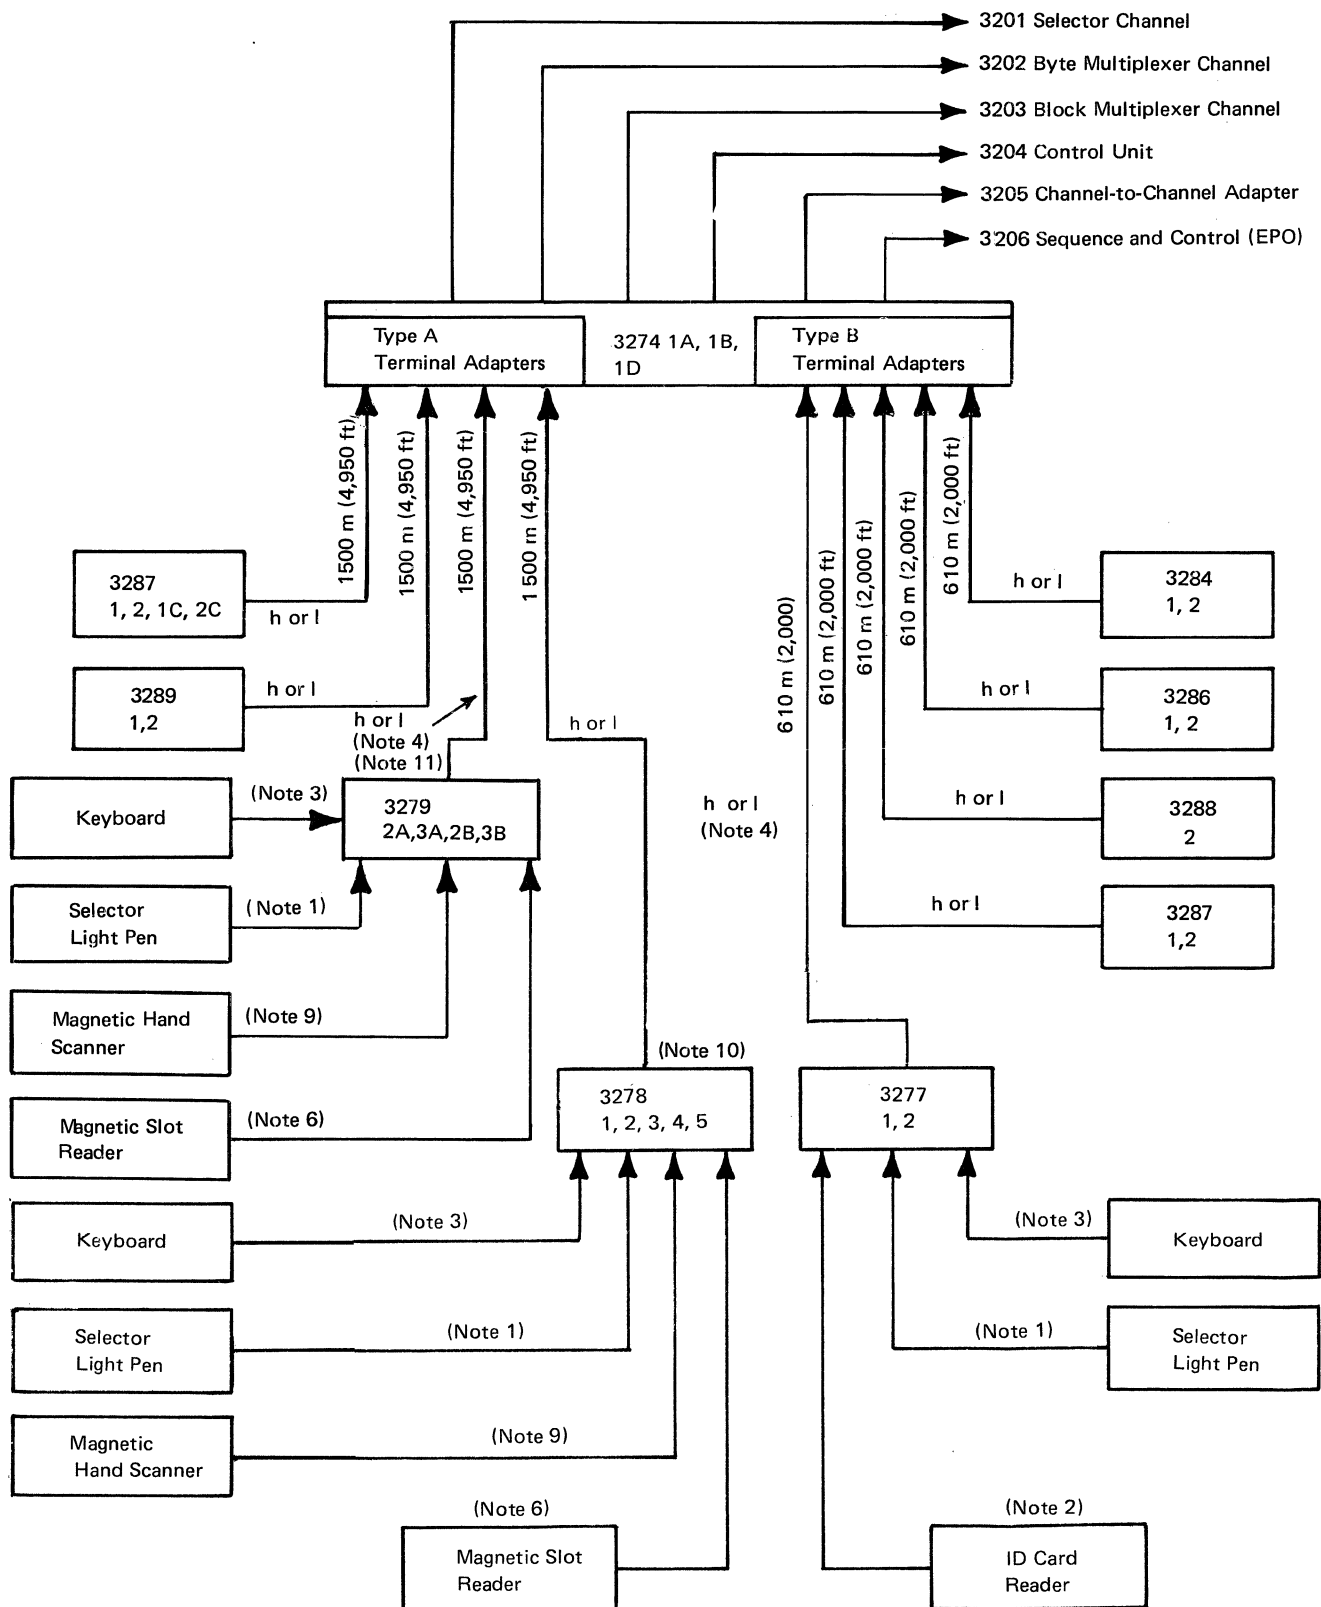 3201 Selector Channel
3202 Byte Multiplexer Channel
3203 Block Multiplexer Channel
3204 Control Unit
3205 Channel-to-Channel Adapter
3206 Sequence and Control (EPO)
Type A
Terminal Adapters
3274 1A, 1B,
1D
Type B
Terminal Adapters
1500 m (4,950 ft)
1500 m (4,950 ft)
1500 m (4,950 ft)
1500 m (4,950 ft)
610 m (2,000)
610 m (2,000 ft)
610 m (2,000 ft)
610 m (2,000 ft)
610 m (2,000 ft)
3287
1, 2, 1C, 2C
h or l
3284
1, 2
h or l
3289
1,2
h or l
3286
1, 2
h or l
h or l
(Note 4)
(Note 11)
h or l
Keyboard
(Note 3)
3279
2A,3A,2B,3B
h or l
(Note 4)
h or l
3288
2
Selector
Light Pen
(Note 1)
h or l
3287
1,2
Magnetic Hand
Scanner
(Note 9)
(Note 10)
3278
1, 2, 3, 4, 5
3277
1, 2
Magnetic Slot
Reader
(Note 6)
Keyboard
(Note 3)
(Note 3)
Keyboard
Selector
Light Pen
(Note 1)
(Note 1)
Selector
Light Pen
Magnetic
Hand Scanner
(Note 9)
(Note 6)
Magnetic Slot
Reader
(Note 2)
ID Card
Reader